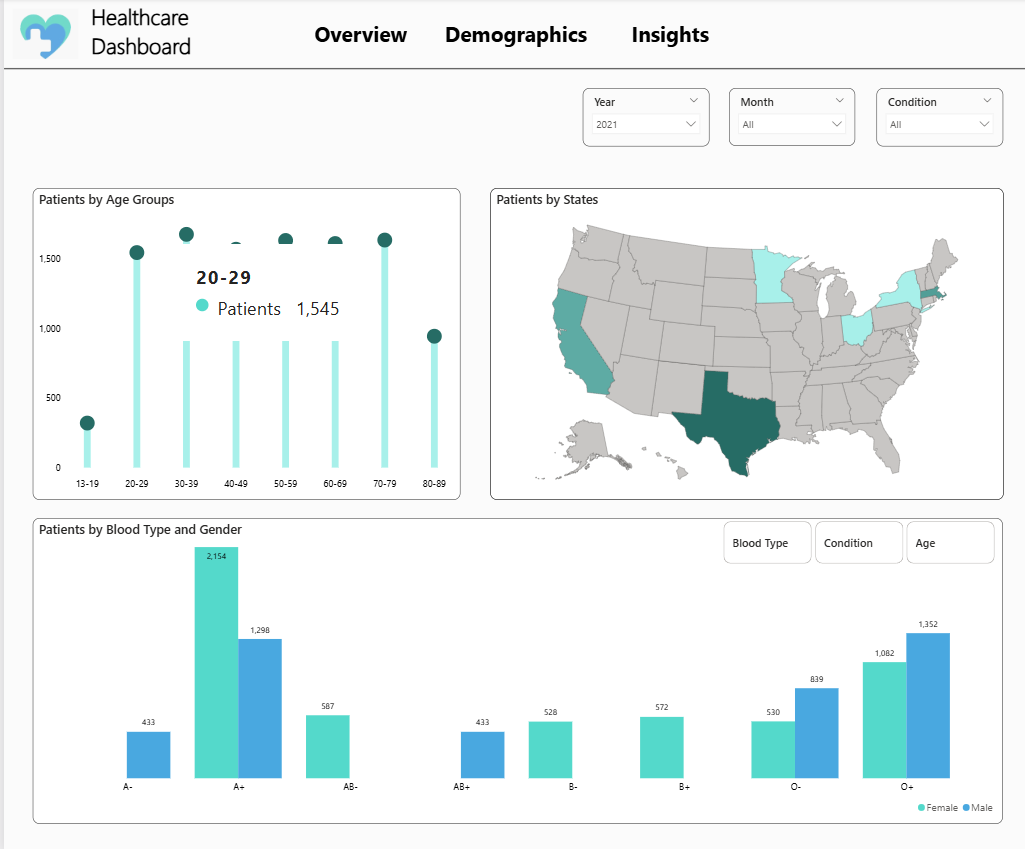 Healthcare
Dashboard
Overview Demographics Insights
Year Month Condition
2021 All All
Patients by Age Groups
1,500
1,000
500
0
20-29
Patients 1,545
13-19 20-29 30-39 40-49 50-59 60-69 70-79 80-89
Patients by States
Patients by Blood Type and Gender
Blood Type Condition Age
433 2,154 1,298 587 433 528 572 530 839 1,082 1,352
A- A+ AB- AB+ B- B+ O- O+
Female Male